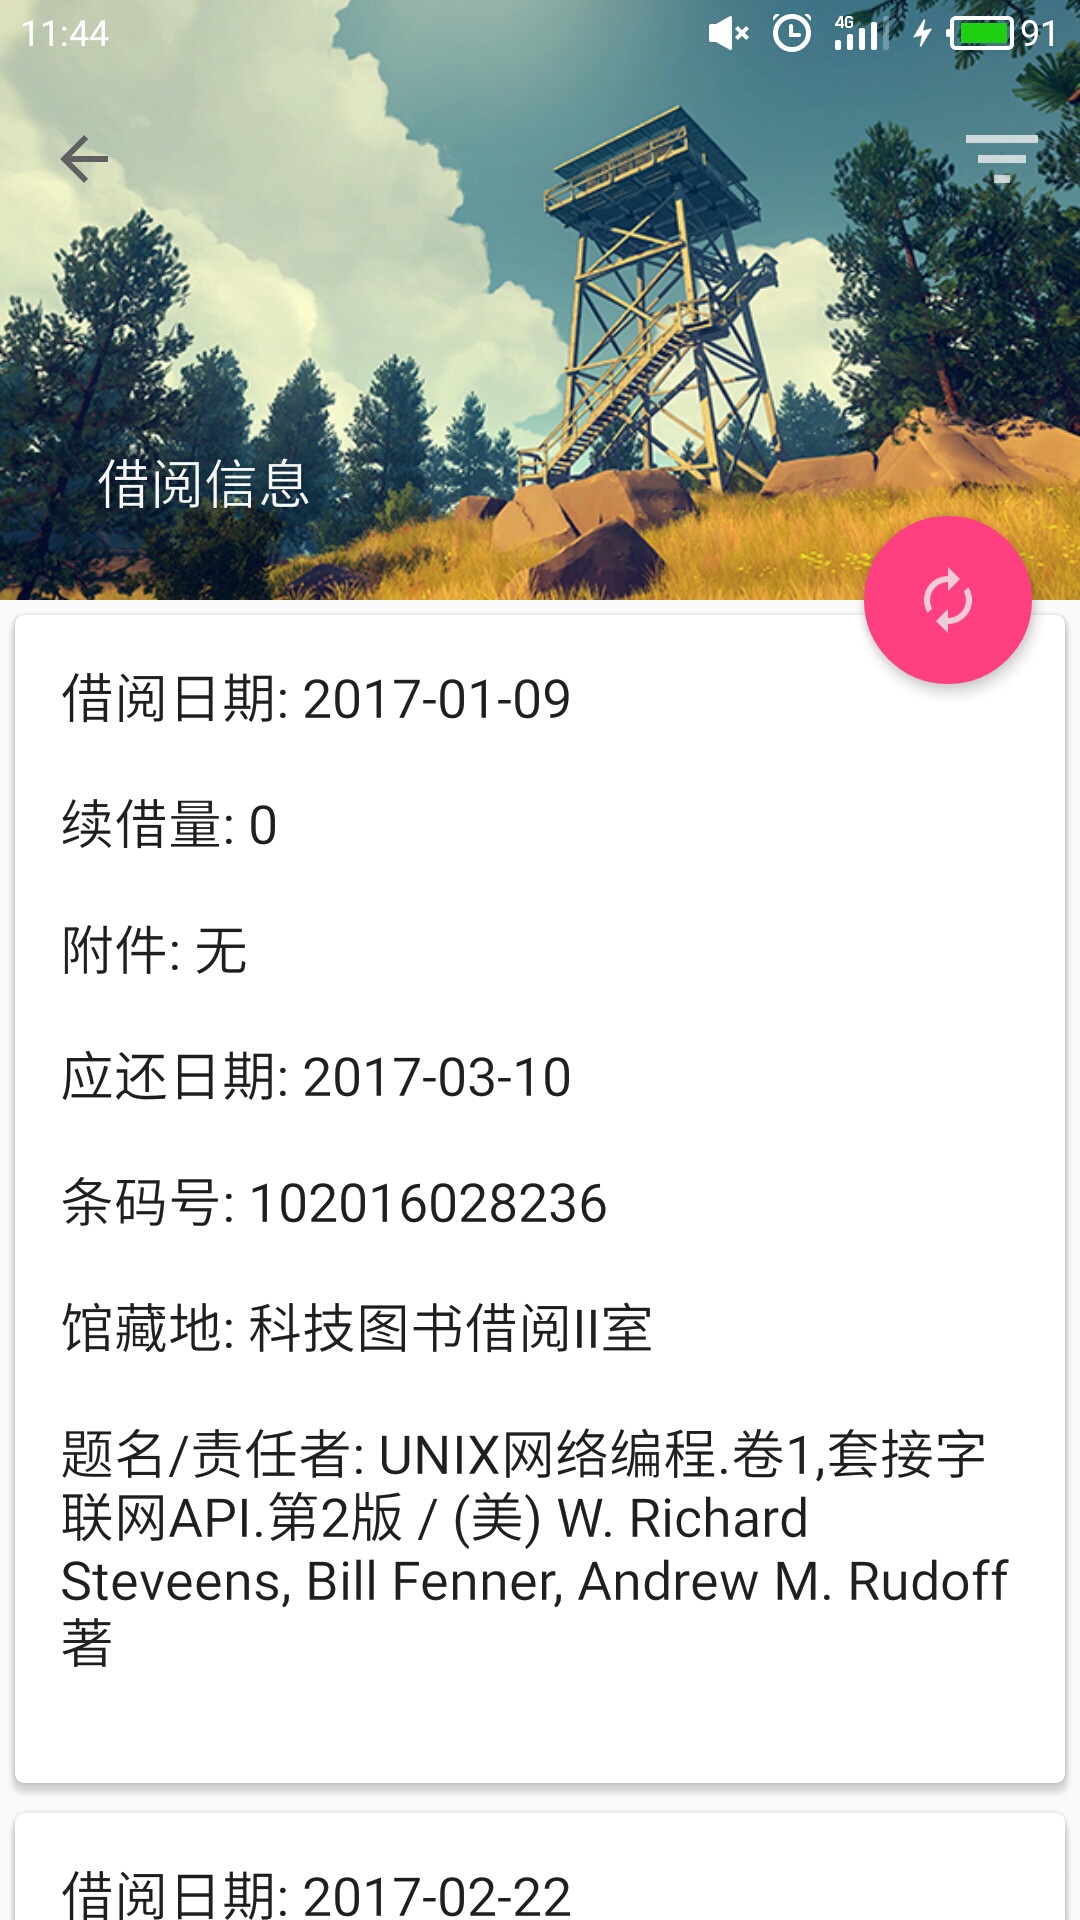 11:44
4G
91
借阅信息
借阅日期: 2017-01-09
续借量: 0
附件: 无
应还日期: 2017-03-10
条码号: 102016028236
馆藏地: 科技图书借阅II室
题名/责任者: UNIX网络编程.卷1,套接字
联网API.第2版 / (美) W. Richard
Steveens, Bill Fenner, Andrew M. Rudoff
著
借阅日期: 2017-02-22